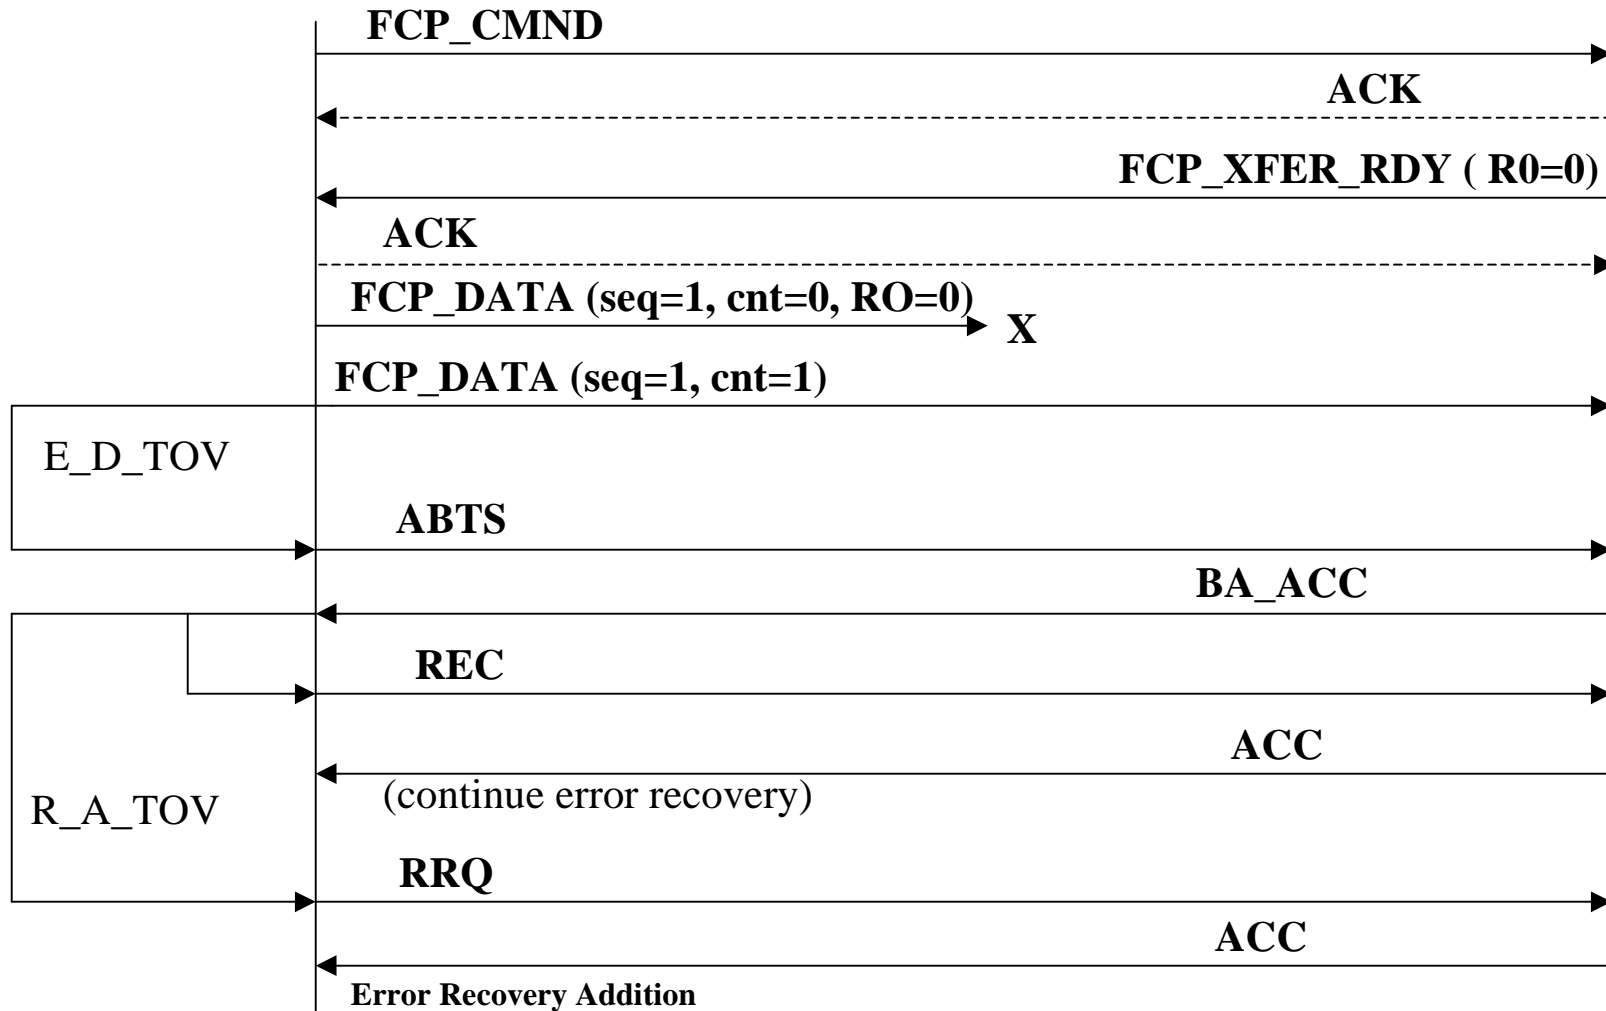 FCP_CMND
ACK
FCP_XFER_RDY ( R0=0)
ACK
FCP_DATA (seq=1, cnt=0, RO=0)
X
FCP_DATA (seq=1, cnt=1)
E_D_TOV
ABTS
BA_ACC
REC
ACC
(continue error recovery)
R_A_TOV
RRQ
ACC
Error Recovery Addition